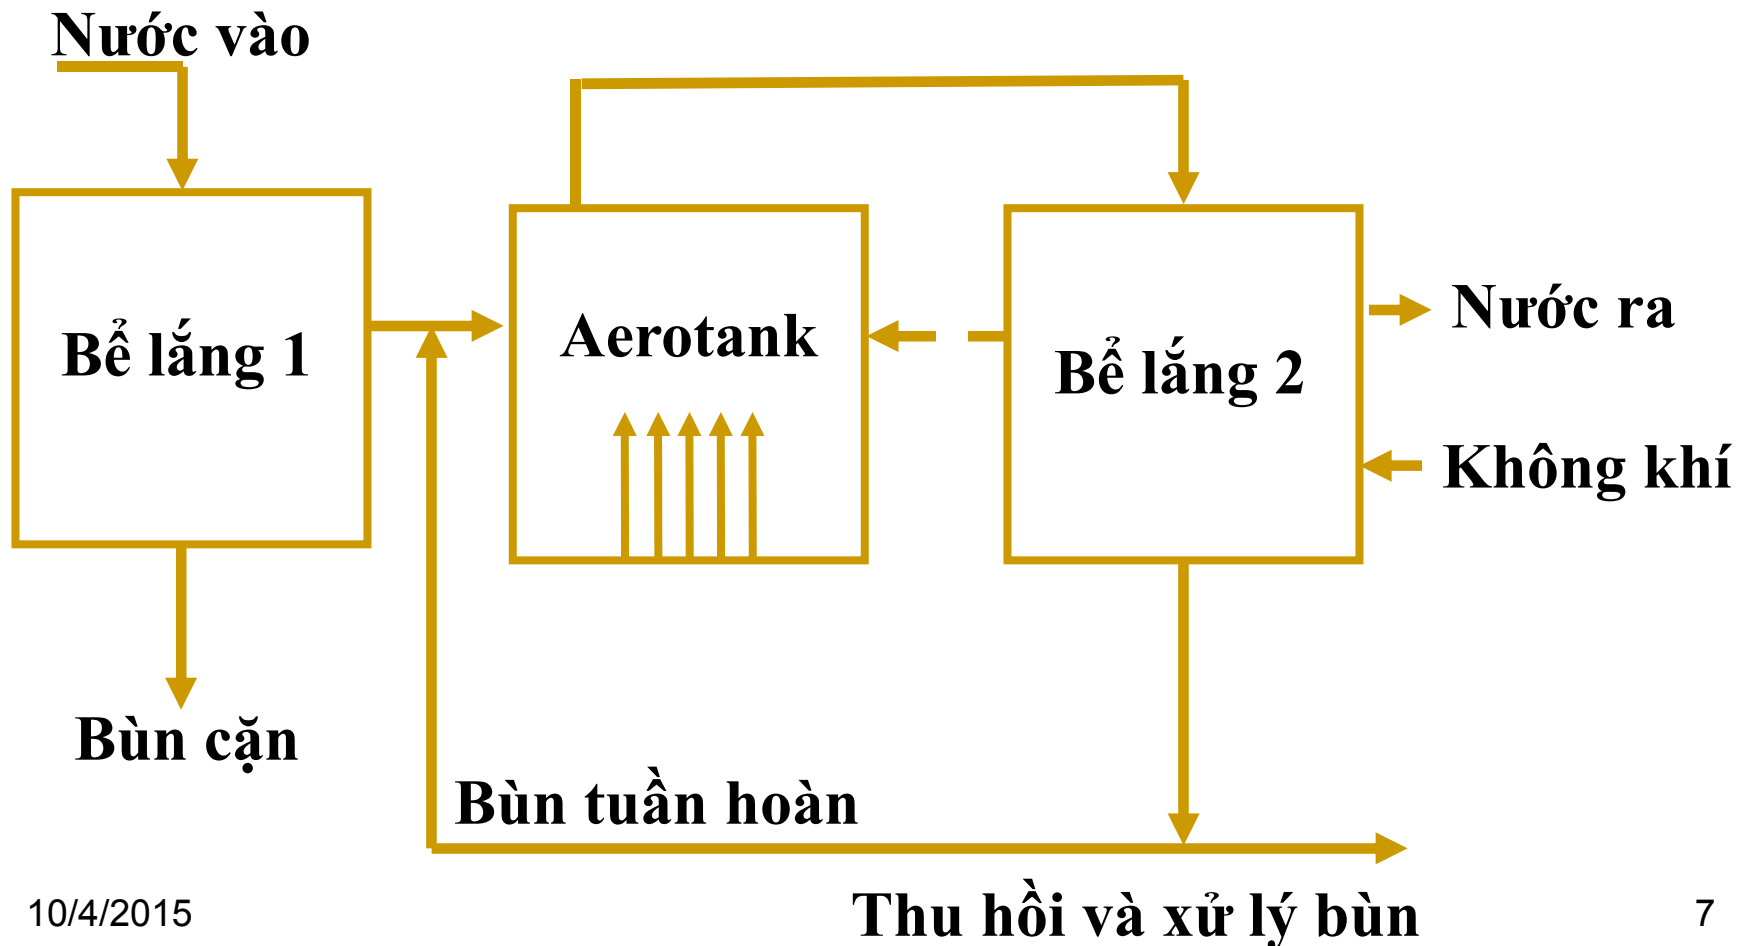 Nước vào
Bể lắng 1
Aerotank
Bể lắng 2
Nước ra
Không khí
Bùn cặn
Bùn tuần hoàn
Thu hồi và xử lý bùn
10/4/2015
7